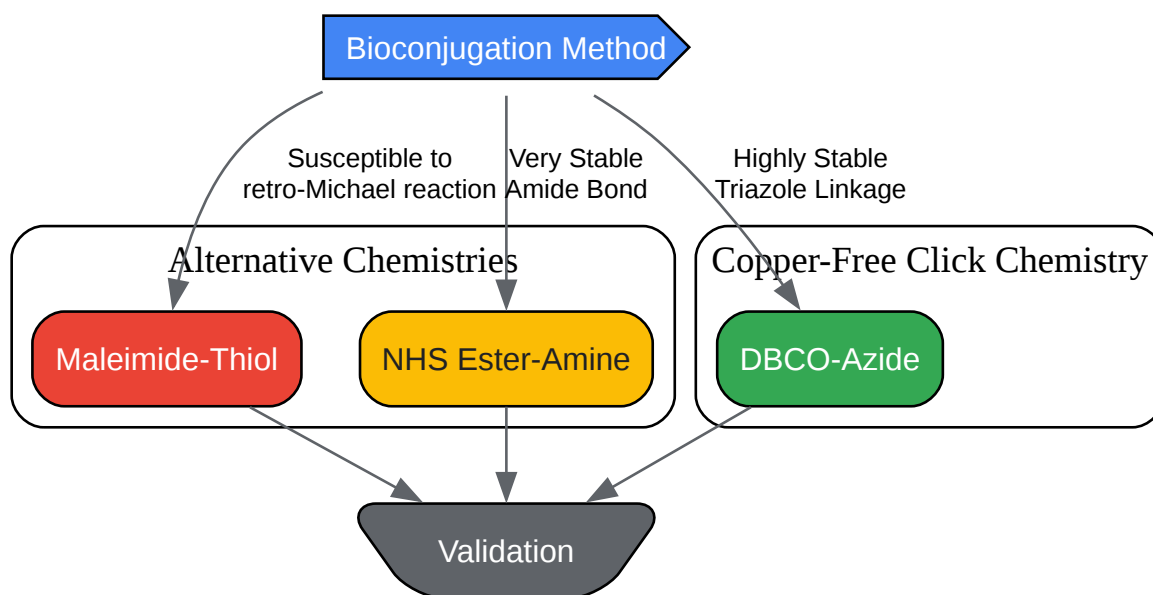 Bioconjugation Method
Susceptible to
retro-Michael reaction
Very Stable
Amide Bond
Highly Stable
Triazole Linkage
Alternative Chemistries
Copper-Free Click Chemistry
Maleimide-Thiol
NHS Ester-Amine
DBCO-Azide
Validation